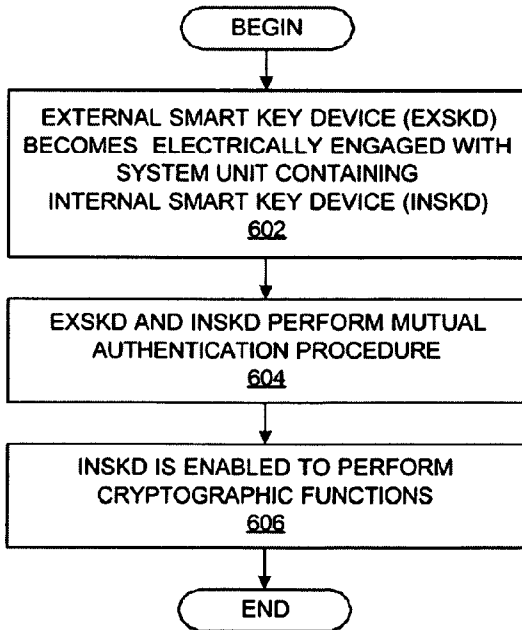 BEGIN
EXTERNAL SMART KEY DEVICE (EXSKD)
BECOMES ELECTRICALLY ENGAGED WITH
SYSTEM UNIT CONTAINING
INTERNAL SMART KEY DEVICE (INSKD)
602
EXSKD AND INSKD PERFORM MUTUAL
AUTHENTICATION PROCEDURE
604
INSKD IS ENABLED TO PERFORM
CRYPTOGRAPHIC FUNCTIONS
606
END